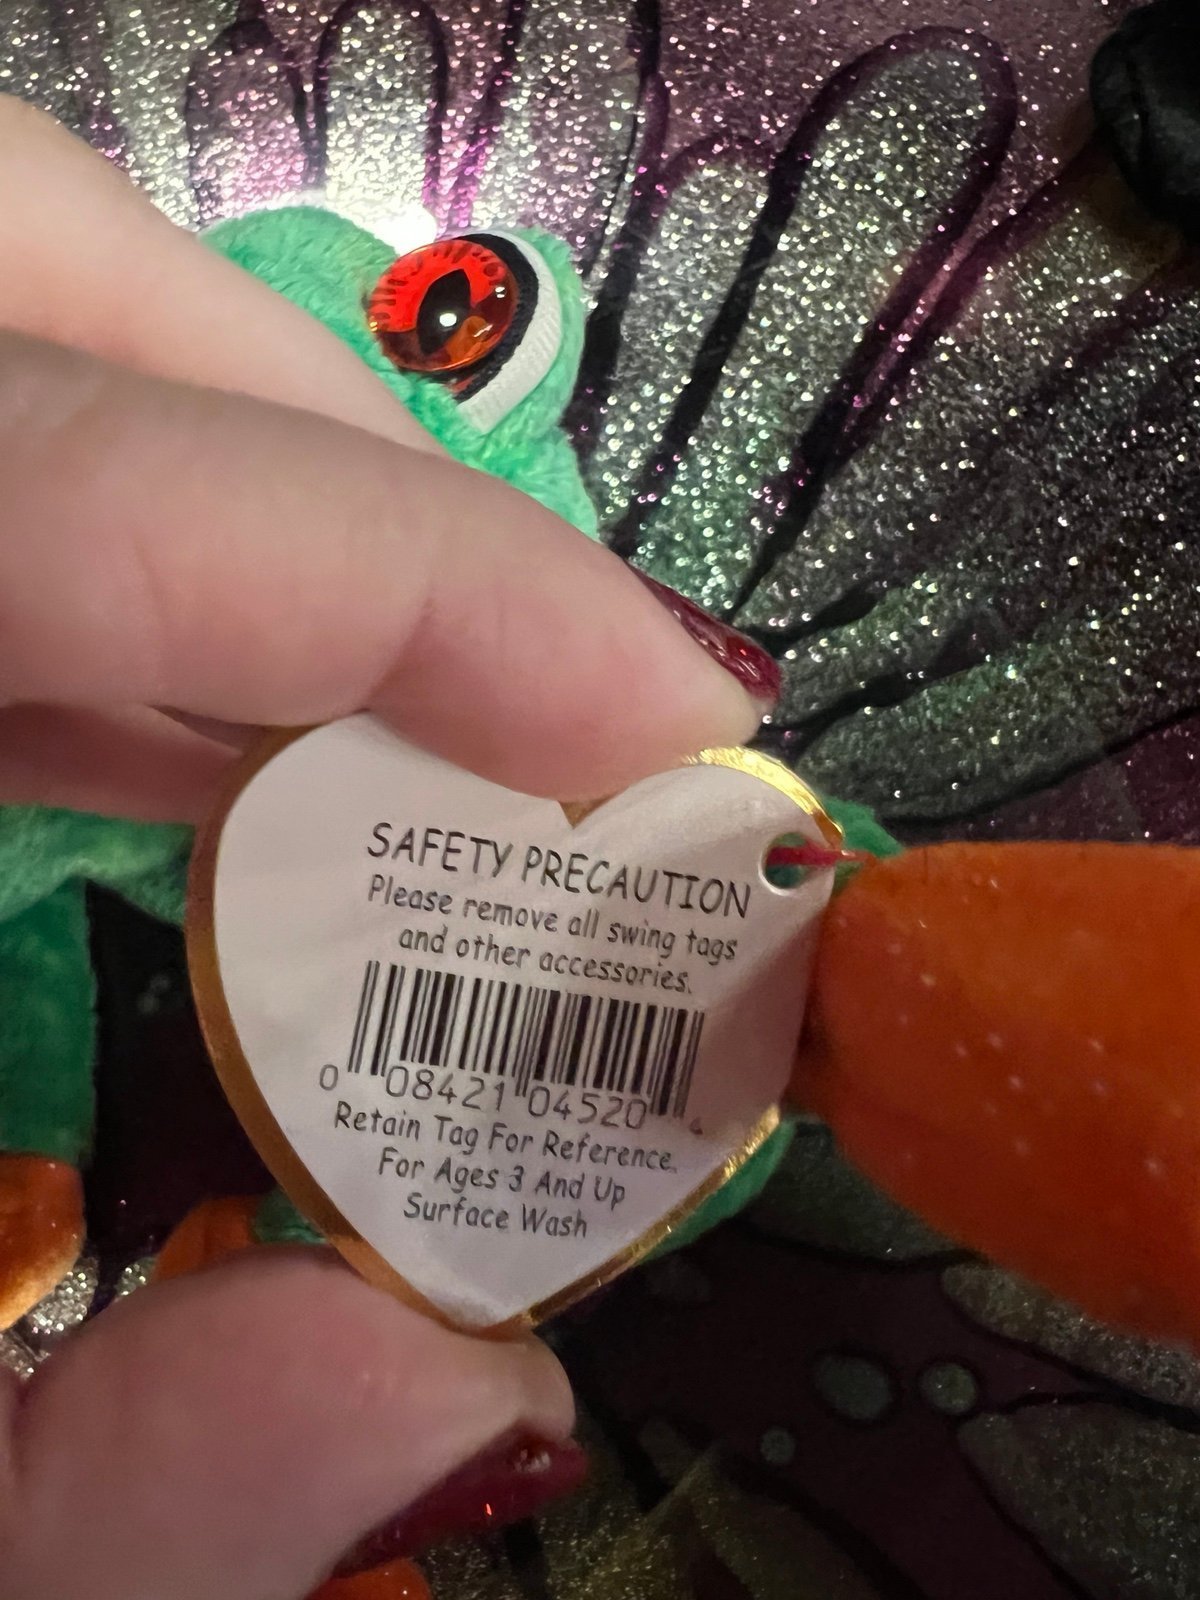 SAFETY PRECAUTION
Please remove all swing tags
and other accessories.
0 08421 04520 4
Retain Tag For Reference.
For Ages 3 And Up
Surface Wash